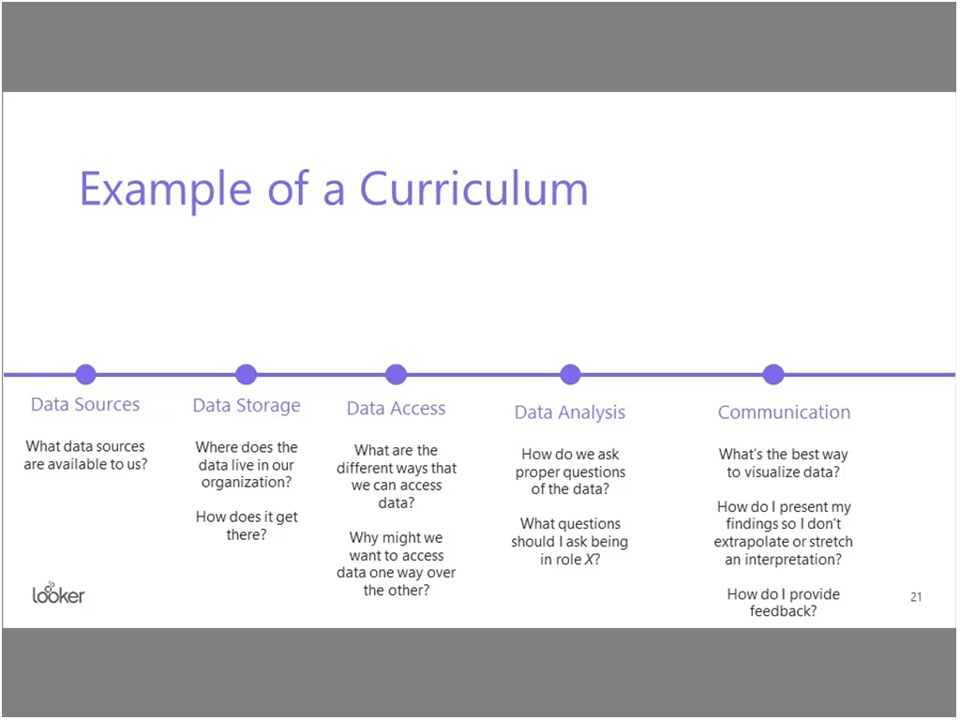 Example of a Curriculum
Data Sources
What data sources
are available to us?
Data Storage
Where does the
data live in our
organization?
How does it get
there?
Data Access
What are the
different ways that
we can access
data?
Why might we
want to access
data one way over
the other?
Data Analysis
How do we ask
proper questions
of the data?
What questions
should I ask being
in role X?
Communication
What's the best way
to visualize data?
How do I present my
findings so I don't
extrapolate or stretch
an interpretation?
How do I provide
feedback?
looker
21